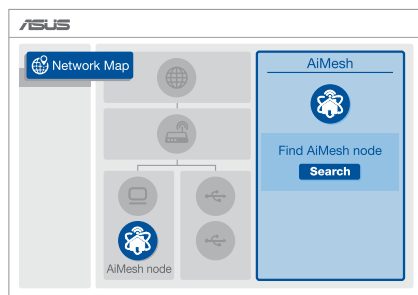 ASUS
Network Map
AiMesh
Find AiMesh node
Search
AiMesh node